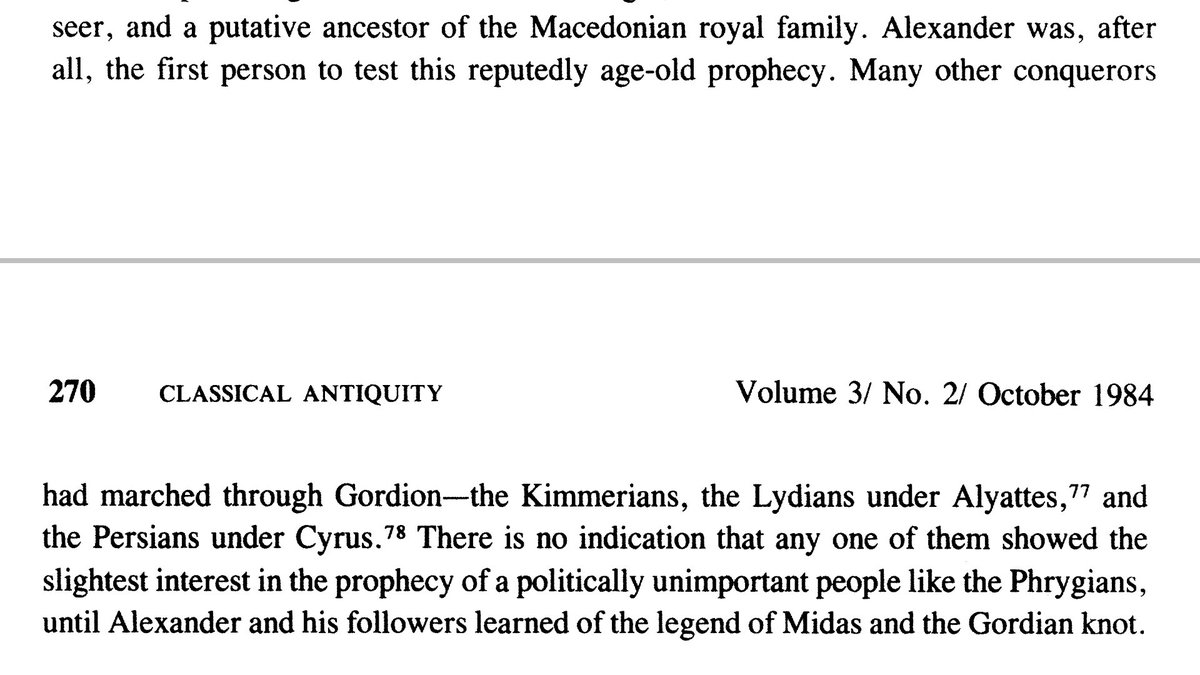 seer, and a putative ancestor of the Macedonian royal family. Alexander was, after
all, the first person to test this reputedly age-old prophecy. Many other conquerors
270 CLASSICAL ANTIQUITY Volume 3/ No. 2/ October 1984
had marched through Gordion—the Kimmerians, the Lydians under Alyattes,⁷⁷ and
the Persians under Cyrus.⁷⁸ There is no indication that any one of them showed the
slightest interest in the prophecy of a politically unimportant people like the Phrygians,
until Alexander and his followers learned of the legend of Midas and the Gordian knot.